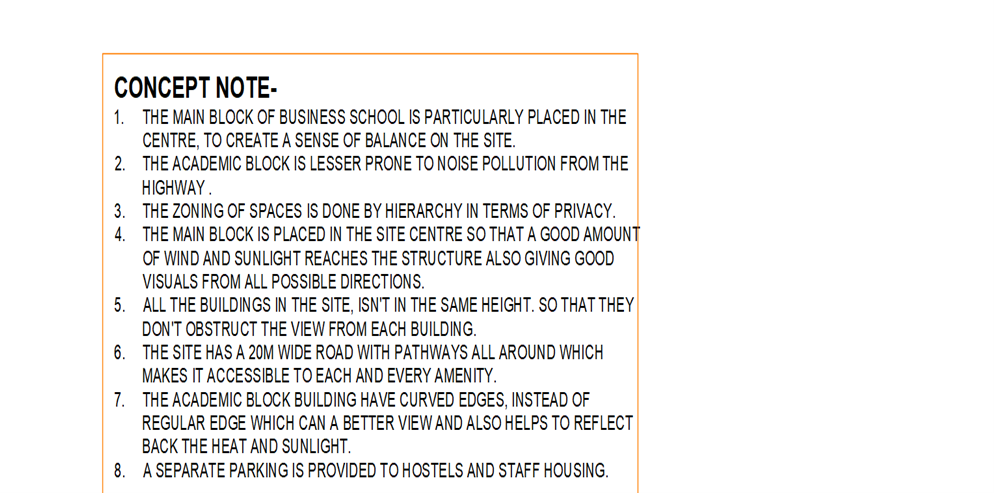 CONCEPT NOTE-
1. THE MAIN BLOCK OF BUSINESS SCHOOL IS PARTICULARLY PLACED IN THE
CENTRE, TO CREATE A SENSE OF BALANCE ON THE SITE.
2. THE ACADEMIC BLOCK IS LESSER PRONE TO NOISE POLLUTION FROM THE
HIGHWAY .
3. THE ZONING OF SPACES IS DONE BY HIERARCHY IN TERMS OF PRIVACY.
4. THE MAIN BLOCK IS PLACED IN THE SITE CENTRE SO THAT A GOOD AMOUNT
OF WIND AND SUNLIGHT REACHES THE STRUCTURE ALSO GIVING GOOD
VISUALS FROM ALL POSSIBLE DIRECTIONS.
5. ALL THE BUILDINGS IN THE SITE, ISN'T IN THE SAME HEIGHT. SO THAT THEY
DON'T OBSTRUCT THE VIEW FROM EACH BUILDING.
6. THE SITE HAS A 20M WIDE ROAD WITH PATHWAYS ALL AROUND WHICH
MAKES IT ACCESSIBLE TO EACH AND EVERY AMENITY.
7. THE ACADEMIC BLOCK BUILDING HAVE CURVED EDGES, INSTEAD OF
REGULAR EDGE WHICH CAN A BETTER VIEW AND ALSO HELPS TO REFLECT
BACK THE HEAT AND SUNLIGHT.
8. A SEPARATE PARKING IS PROVIDED TO HOSTELS AND STAFF HOUSING.